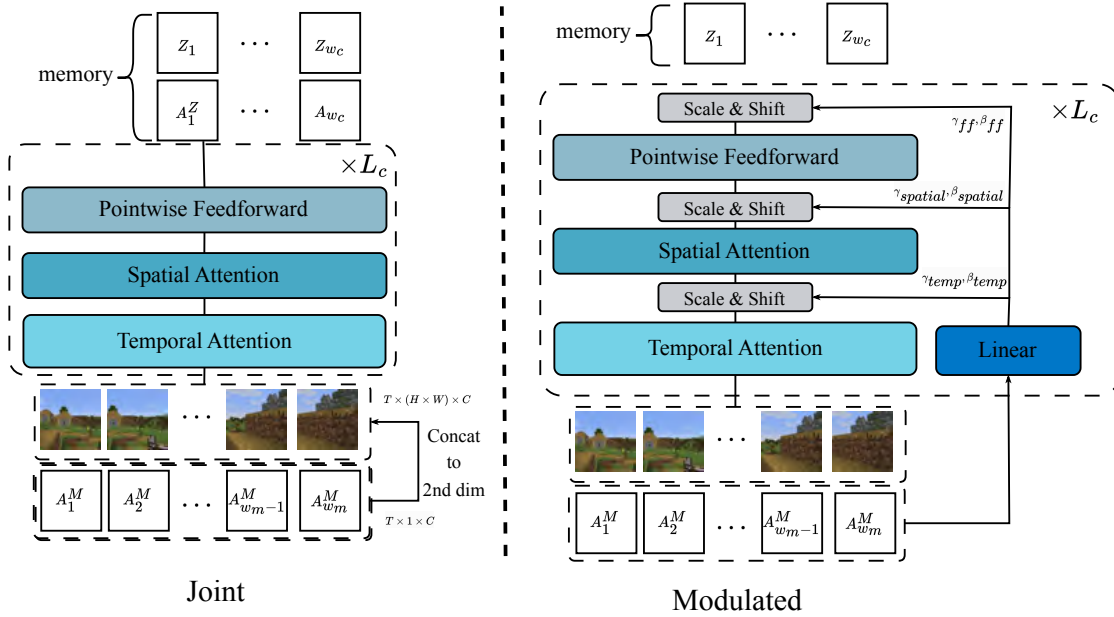 memory
Z_1 ... Z_{w_c}
A_1^Z ... A_{w_c}
×L_c
Pointwise Feedforward
Spatial Attention
Temporal Attention
...
T × (H × W) × C
Concat
to
2nd dim
A_1^M A_2^M ... A_{w_m-1}^M A_{w_m}^M
T × 1 × C
Joint
memory
Z_1 ... Z_{w_c}
×L_c
Scale & Shift
γ_{ff}, β_{ff}
Pointwise Feedforward
γ_{spatial}, β_{spatial}
Scale & Shift
Spatial Attention
γ_{temp}, β_{temp}
Scale & Shift
Temporal Attention
Linear
...
A_1^M A_2^M ... A_{w_m-1}^M A_{w_m}^M
Modulated